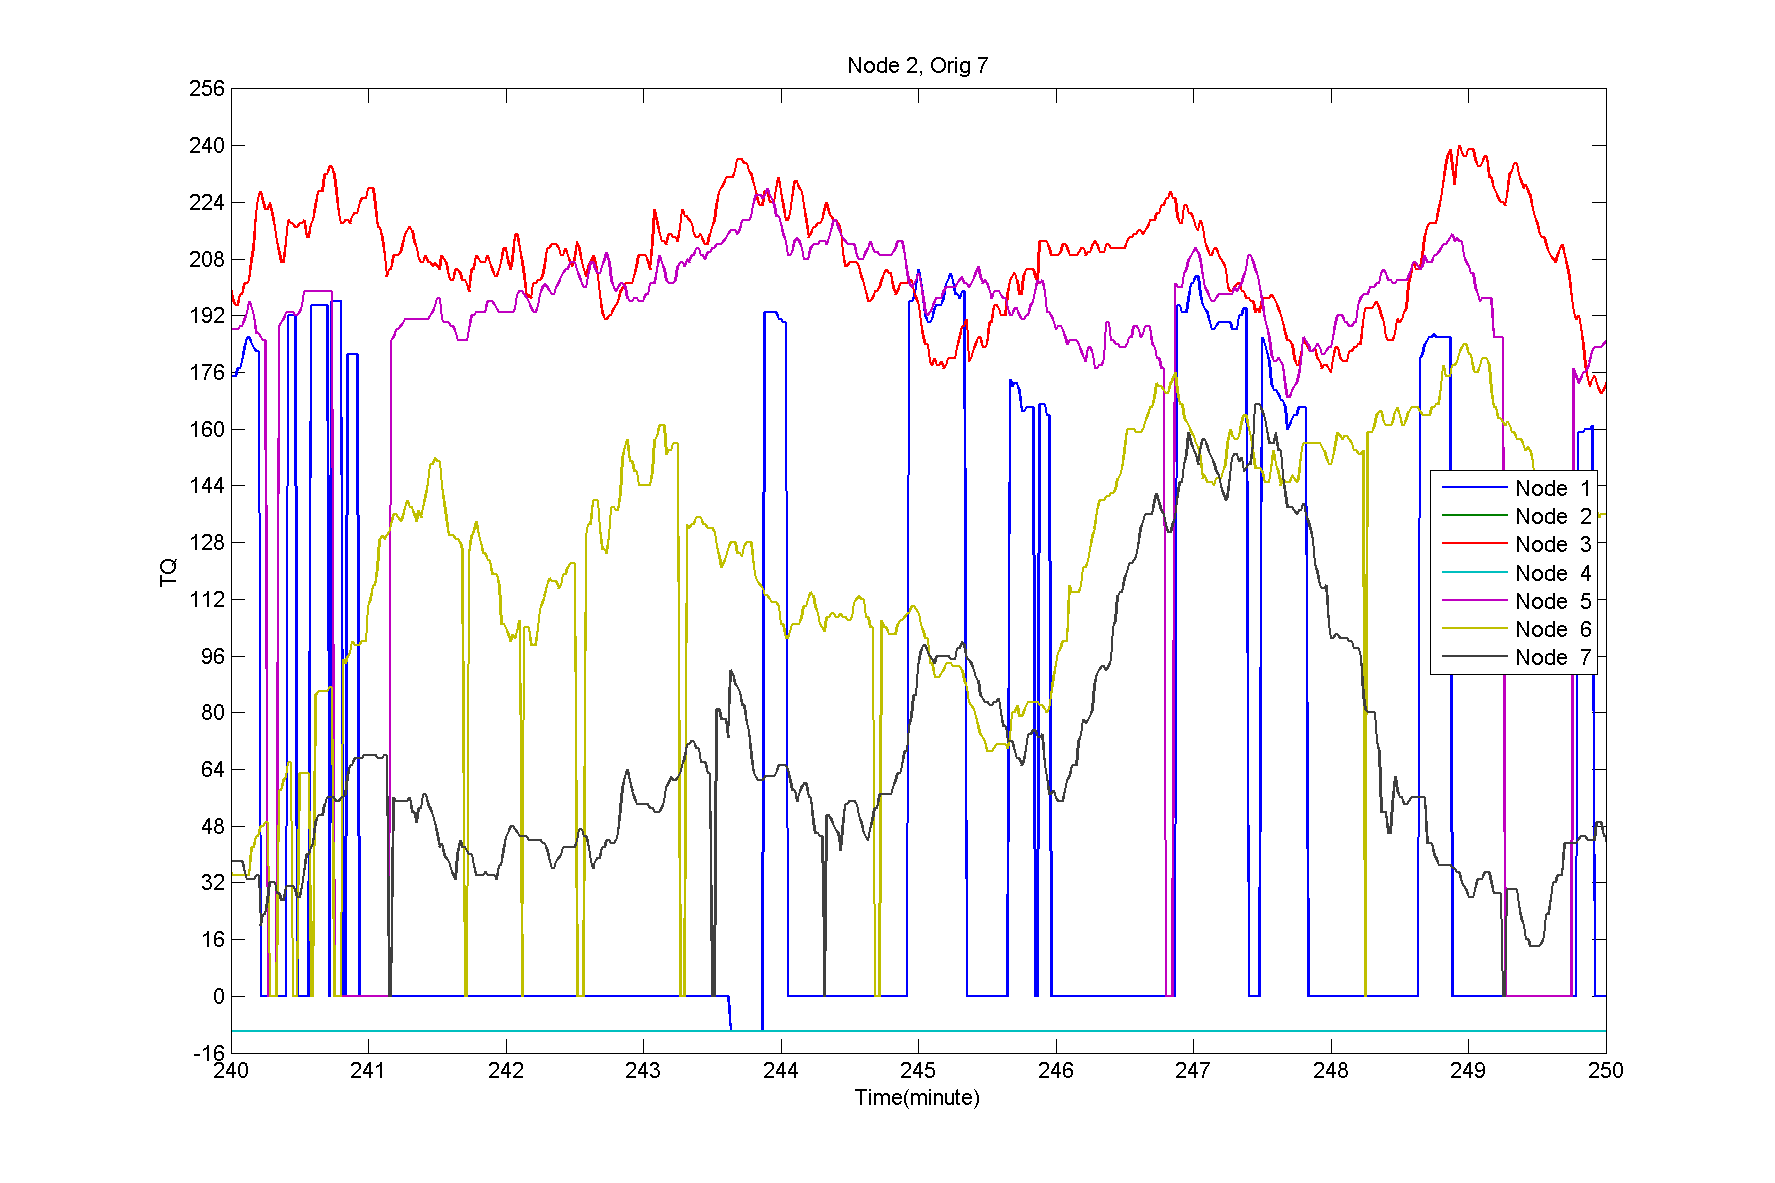 Node 2, Orig 7
256
240
224
208
192
176
160
144
128
112
96
80
64
48
32
16
0
-16
TQ
Node 1
Node 2
Node 3
Node 4
Node 5
Node 6
Node 7
240 241 242 243 244 245 246 247 248 249 250
Time(minute)